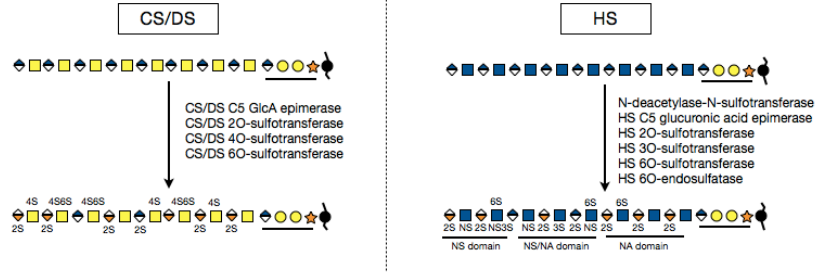 CS/DS
HS
CS/DS C5 GlcA epimerase
CS/DS 2O-sulfotransferase
CS/DS 4O-sulfotransferase
CS/DS 6O-sulfotransferase
N-deacetylase-N-sulfotransferase
HS C5 glucuronic acid epimerase
HS 2O-sulfotransferase
HS 3O-sulfotransferase
HS 6O-sulfotransferase
HS 6O-endosulfatase
4S 4S6S 4S6S 4S 4S6S 4S
2S 2S 2S 2S 2S 2S
6S 6S 6S
2S NS 2S NS3S NS 2S 3S 2S NS 2S 2S 2S
NS domain NS/NA domain NA domain